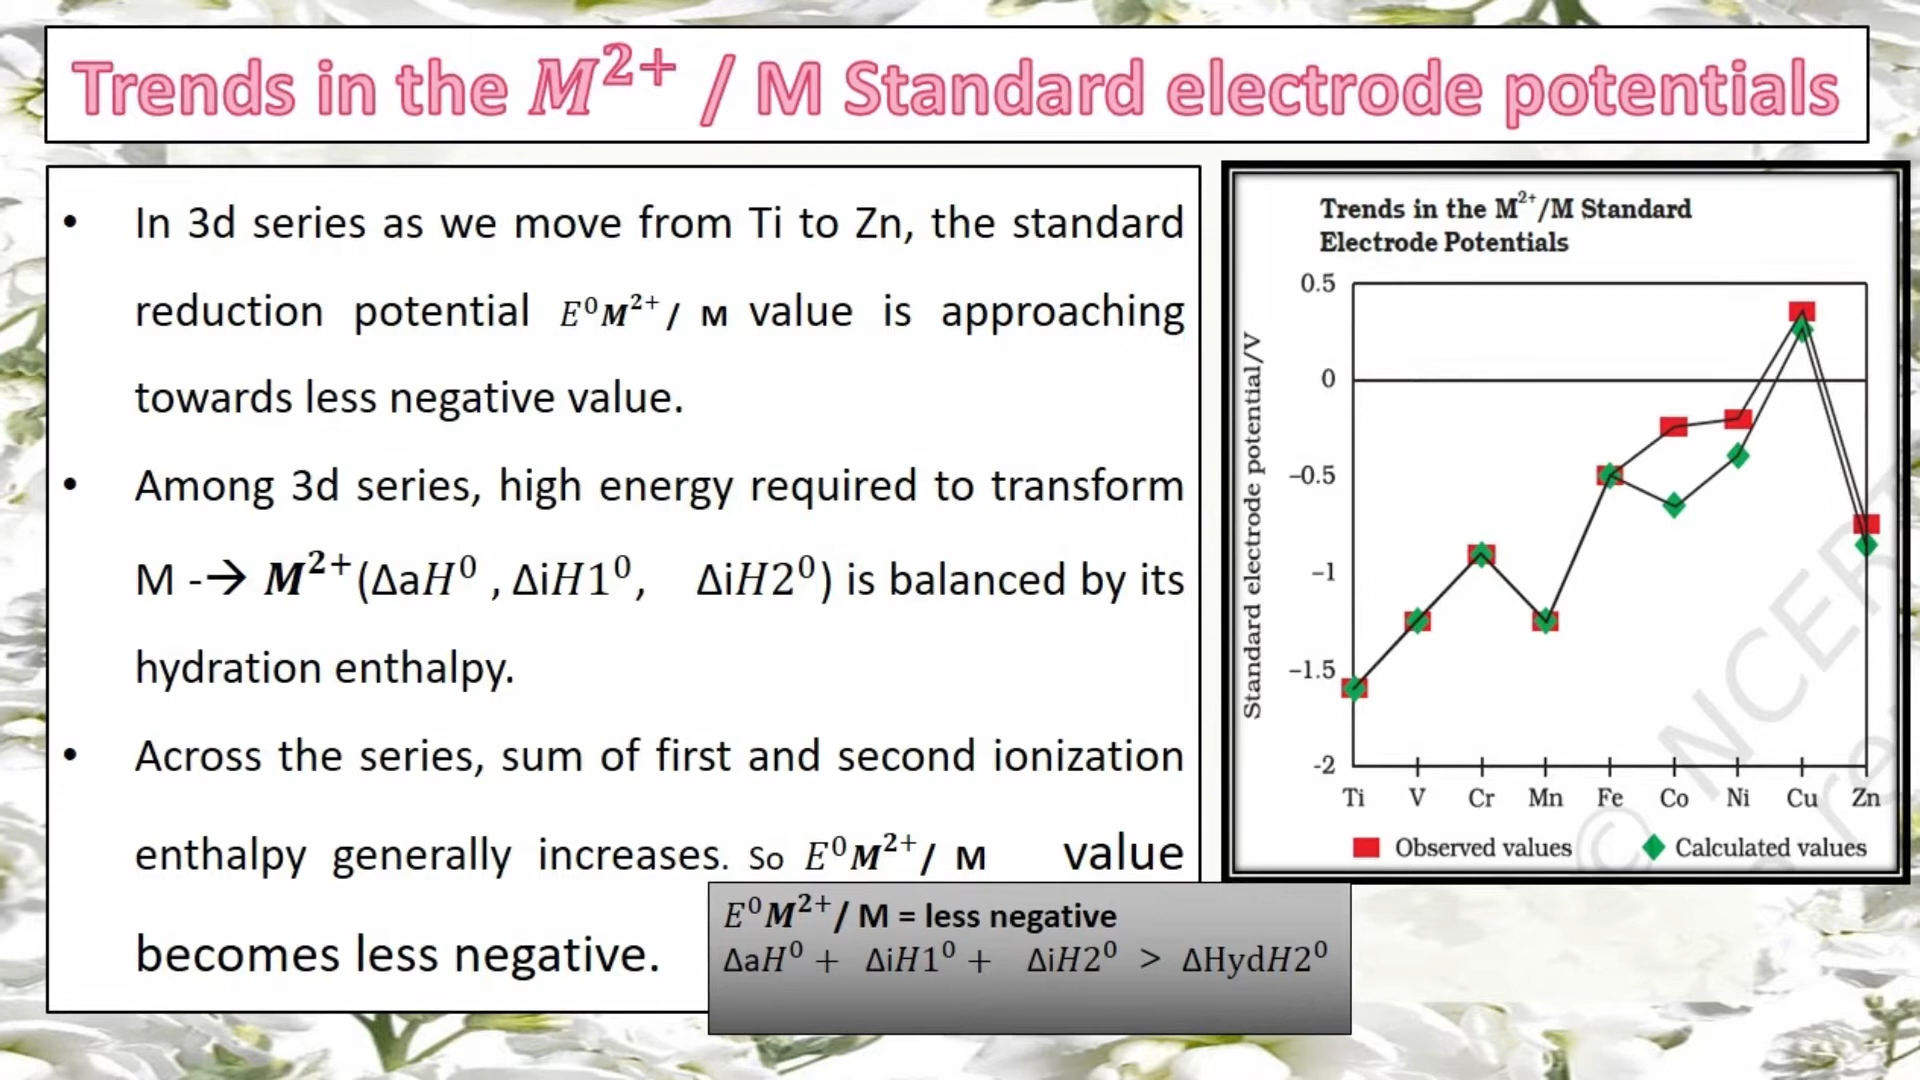 Trends in the M²⁺ / M Standard electrode potentials
• In 3d series as we move from Ti to Zn, the standard
reduction potential E⁰M²⁺/ M value is approaching
towards less negative value.
• Among 3d series, high energy required to transform
M -→ M²⁺(ΔaH⁰ , ΔiH1⁰, ΔiH2⁰) is balanced by its
hydration enthalpy.
• Across the series, sum of first and second ionization
enthalpy generally increases. So E⁰M²⁺/ M value
becomes less negative.
E⁰M²⁺/ M = less negative
ΔaH⁰ + ΔiH1⁰ + ΔiH2⁰ > ΔHydH2⁰
Trends in the M²⁺/M Standard
Electrode Potentials
Standard electrode potential/V
0.5
0
–0.5
–1
–1.5
-2
Ti V Cr Mn Fe Co Ni Cu Zn
Observed values Calculated values
© NCERT